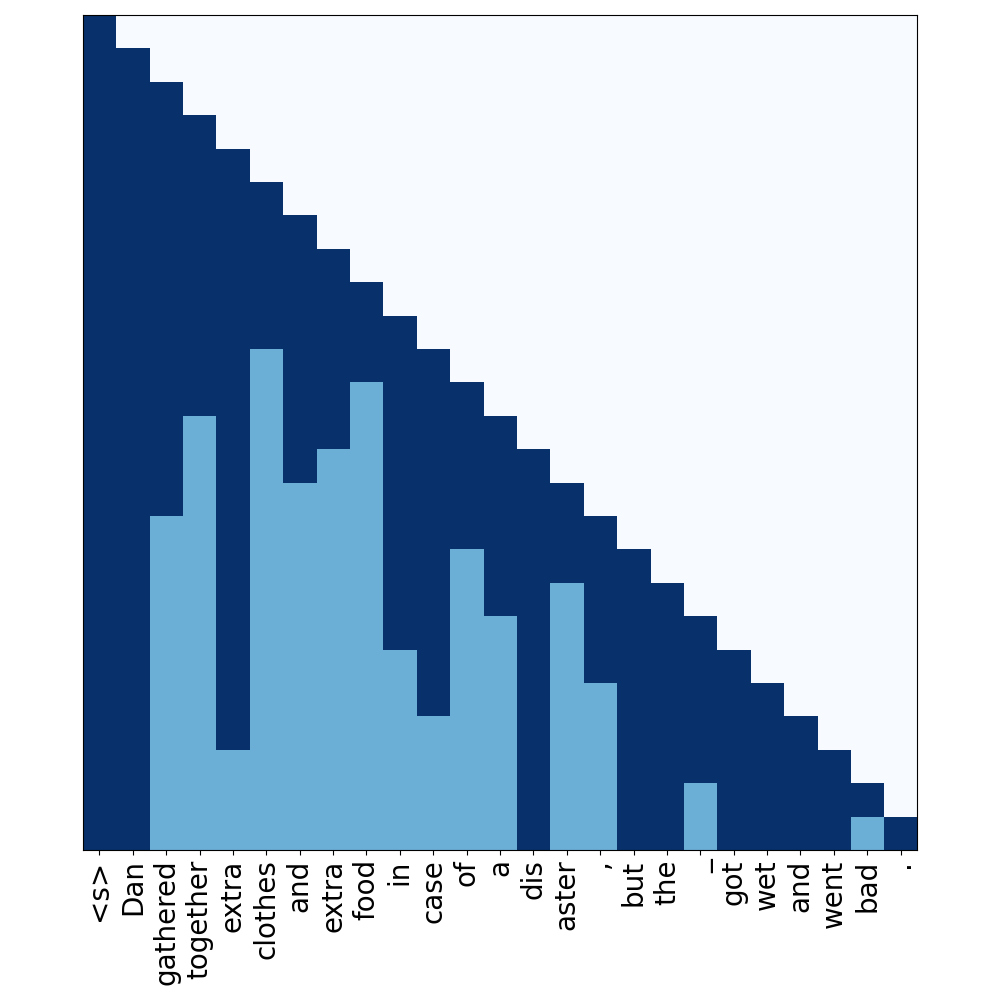 <s> Dan gathered together extra clothes and extra food in case of a dis aster , but the _ got wet and went bad .